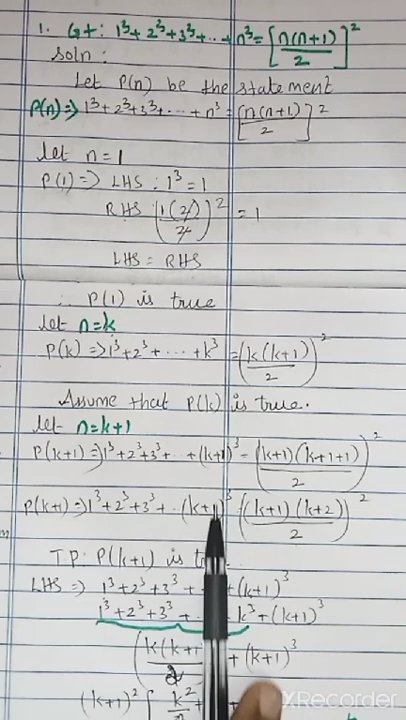 1. Gt: 1³+2³+3³+..+n³=[n(n+1)/2]²
Soln:
Let P(n) be the statement
P(n)=> 1³+2³+3³+...+n³=[n(n+1)/2]²
Let n=1
P(1)=> LHS: 1³=1
RHS (1(2)/2)²=1
LHS = RHS
∴ P(1) is true
Let n=k
P(k)=>1³+2³+...+k³=(k(k+1)/2)²
Assume that P(k) is true.
Let n=k+1
P(k+1)=>1³+2³+3³+..+(k+1)³=((k+1)(k+1+1)/2)²
P(k+1)=>1³+2³+3³+..(k+1)³ ((k+1)(k+2)/2)²
TP: P(k+1) is
LHS=> 1³+2³+3³+ +(k+1)³
1³+2³+3³+ k³+(k+1)³
(k(k+ +(k+1)³
(k+1)² [k²
XRecorder